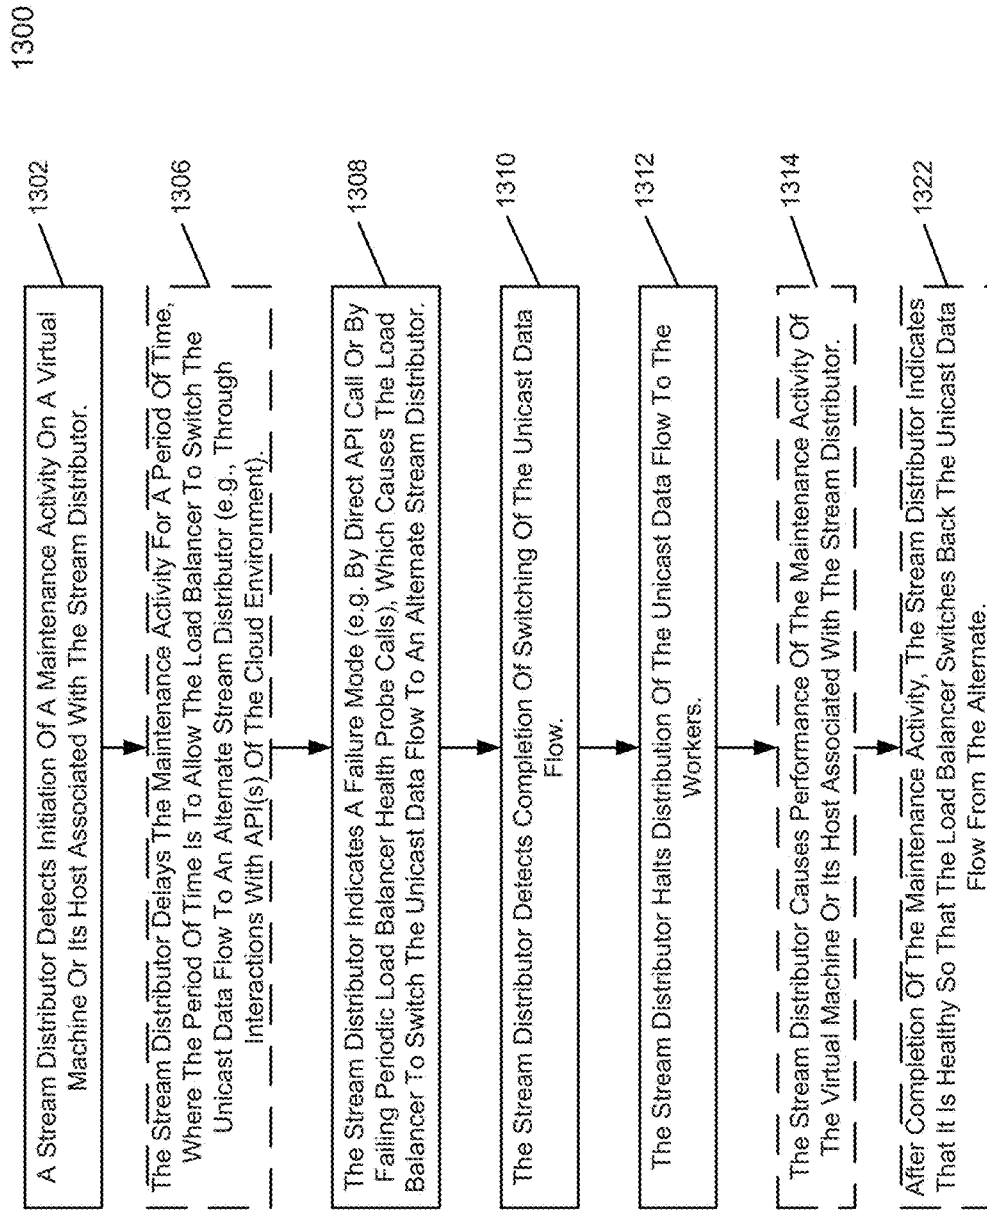 1300
A Stream Distributor Detects Initiation Of A Maintenance Activity On A Virtual
Machine Or Its Host Associated With The Stream Distributor.
1302
The Stream Distributor Delays The Maintenance Activity For A Period Of Time,
Where The Period Of Time Is To Allow The Load Balancer To Switch The
Unicast Data Flow To An Alternate Stream Distributor (e.g., Through
Interactions With API(s) Of The Cloud Environment).
1306
The Stream Distributor Indicates A Failure Mode (e.g. By Direct API Call Or By
Failing Periodic Load Balancer Health Probe Calls), Which Causes The Load
Balancer To Switch The Unicast Data Flow To An Alternate Stream Distributor.
1308
The Stream Distributor Detects Completion Of Switching Of The Unicast Data
Flow.
1310
The Stream Distributor Halts Distribution Of The Unicast Data Flow To The
Workers.
1312
The Stream Distributor Causes Performance Of The Maintenance Activity Of
The Virtual Machine Or Its Host Associated With The Stream Distributor.
1314
After Completion Of The Maintenance Activity, The Stream Distributor Indicates
That It Is Healthy So That The Load Balancer Switches Back The Unicast Data
Flow From The Alternate.
1322